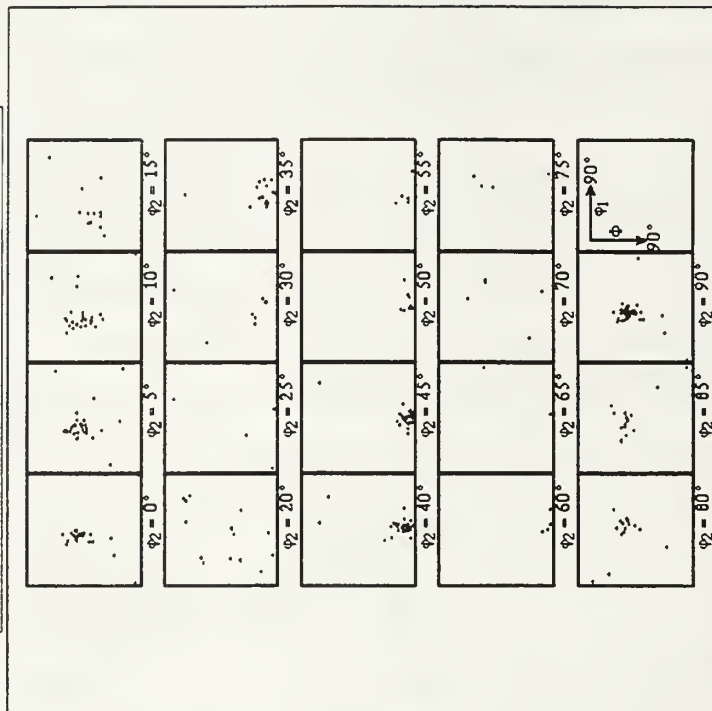 φ2 = 0° φ2 = 5° φ2 = 10° φ2 = 15°
φ2 = 20° φ2 = 25° φ2 = 30° φ2 = 35°
φ2 = 40° φ2 = 45° φ2 = 50° φ2 = 55°
φ2 = 60° φ2 = 65° φ2 = 70° φ2 = 75°
90°
φ1
Φ
90°
φ2 = 80° φ2 = 85° φ2 = 90°